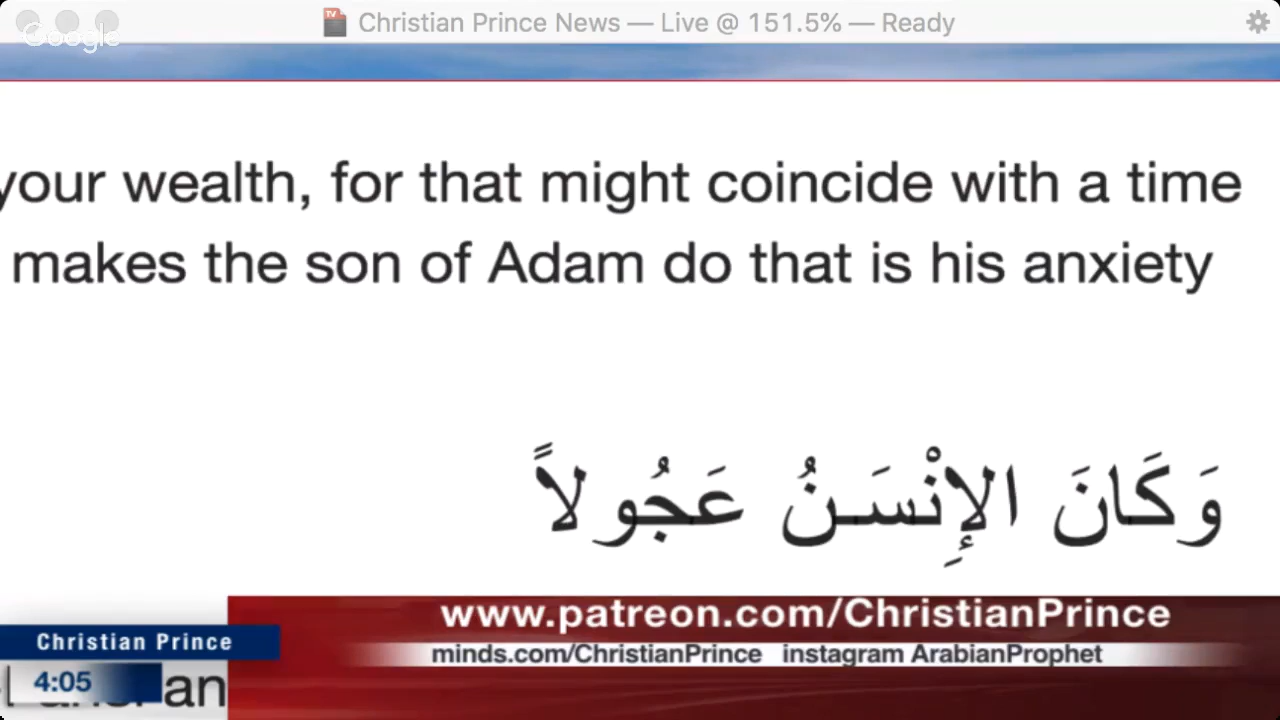 Christian Prince News — Live @ 151.5% — Ready
Google
your wealth, for that might coincide with a time
makes the son of Adam do that is his anxiety
وَكَانَ الإِنْسَـنُ عَجُولاً
www.patreon.com/ChristianPrince
Christian Prince
minds.com/ChristianPrince instagram ArabianProphet
4:05
an